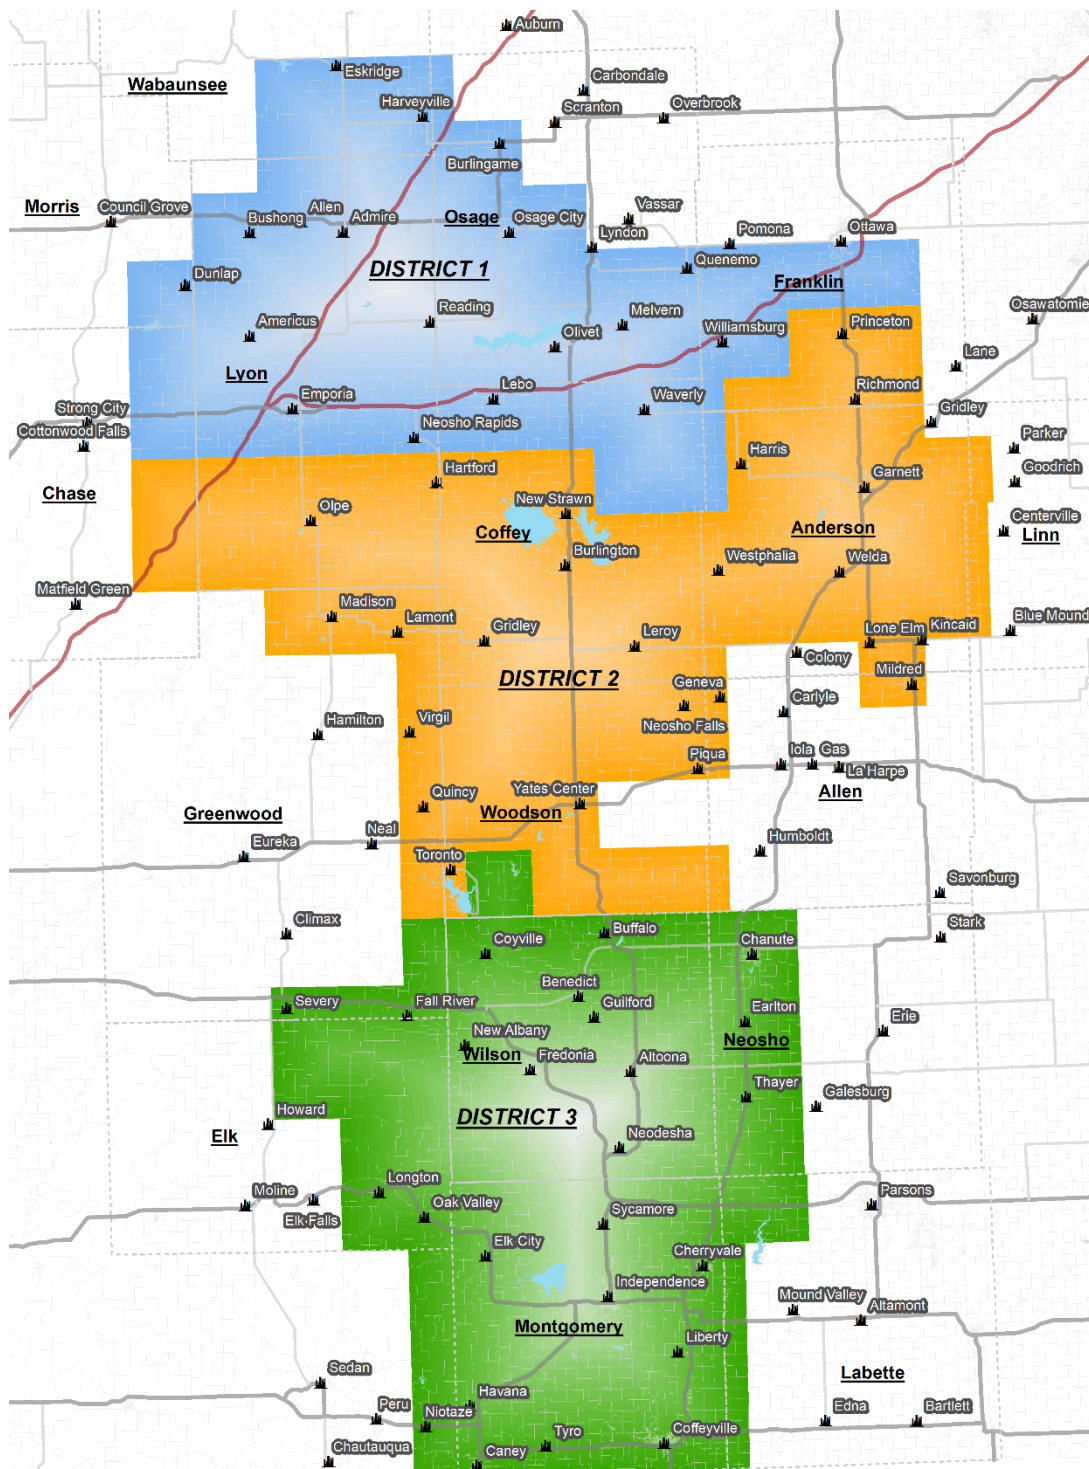 Auburn
Eskridge
Carbondale
Wabaunsee
Harveyville
Scranton
Overbrook
Burlingame
Morris
Council Grove
Allen
Bushong
Admire
Osage
Osage City
Vassar
Lyndon
Pomona
Ottawa
Quenemo
DISTRICT 1
Dunlap
Franklin
Reading
Melvern
Osawatomie
Americus
Olivet
Williamsburg
Princeton
Lane
Lyon
Lebo
Richmond
Emporia
Waverly
Strong City
Neosho Rapids
Gridley
Cottonwood Falls
Parker
Hartford
Harris
Garnett
Goodrich
Chase
Olpe
New Strawn
Coffey
Anderson
Centerville
Linn
Burlington
Westphalia
Welda
Matfield Green
Madison
Lamont
Gridley
Leroy
Lone Elm
Kincaid
Blue Mound
Colony
DISTRICT 2
Mildred
Geneva
Carlyle
Hamilton
Virgil
Neosho Falls
Piqua
Iola
Gas
La Harpe
Quincy
Yates Center
Allen
Greenwood
Woodson
Neal
Eureka
Humboldt
Toronto
Savonburg
Climax
Buffalo
Stark
Coyville
Chanute
Benedict
Severy
Fall River
Guilford
Earlton
Erie
New Albany
Neosho
Wilson
Fredonia
Altoona
Thayer
Galesburg
Howard
DISTRICT 3
Elk
Neodesha
Longton
Moline
Parsons
Oak Valley
Elk Falls
Sycamore
Elk City
Cherryvale
Independence
Mound Valley
Altamont
Montgomery
Liberty
Sedan
Labette
Havana
Peru
Niotaze
Edna
Bartlett
Tyro
Coffeyville
Chautauqua
Caney